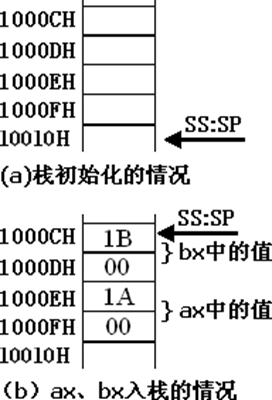 1000CH
1000DH
1000EH
1000FH
10010H
SS:SP
(a)栈初始化的情况
SS:SP
1000CH 1B
}bx中的值
1000DH 00
1000EH 1A
}ax中的值
1000FH 00
10010H
（b）ax、bx入栈的情况